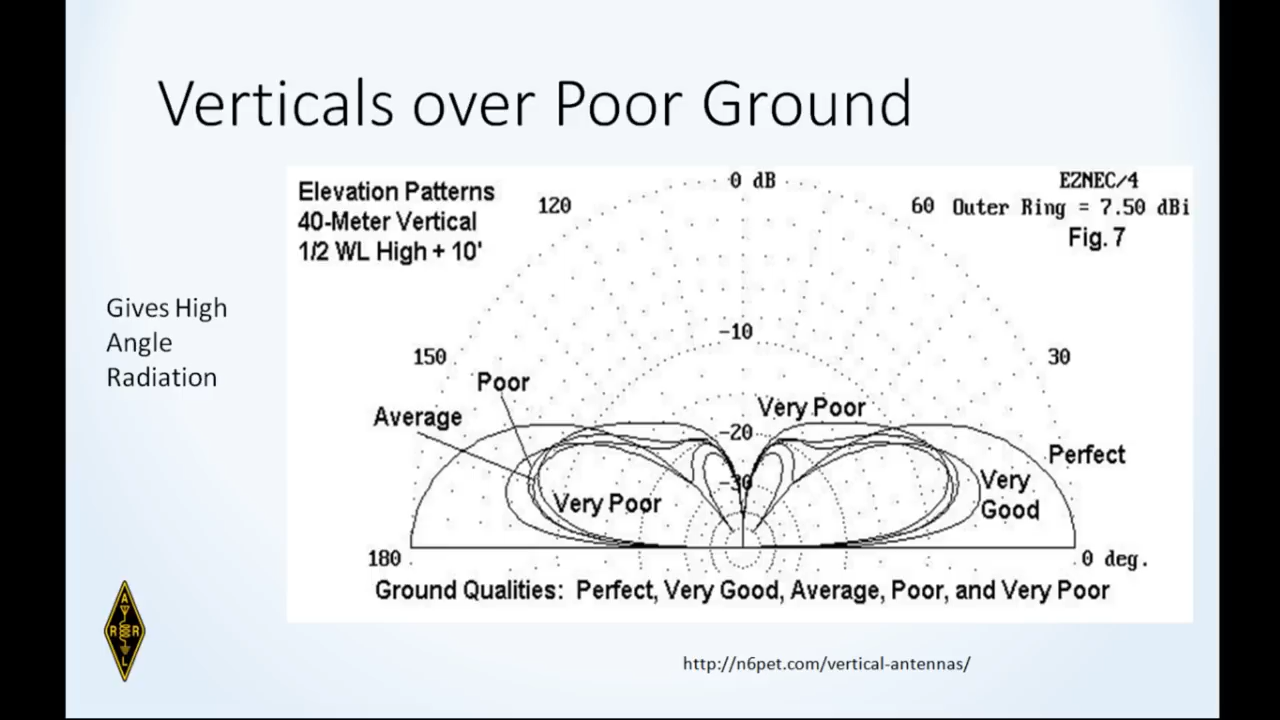 Verticals over Poor Ground
Elevation Patterns
40-Meter Vertical
1/2 WL High + 10'
0 dB
EZNEC/4
120
60
Outer Ring = 7.50 dBi
Fig. 7
Gives High
Angle
Radiation
-10
150
30
Poor
Average
Very Poor
-20
Perfect
-30
Very
Good
Very Poor
180
0 deg.
Ground Qualities: Perfect, Very Good, Average, Poor, and Very Poor
A
R R
L
http://n6pet.com/vertical-antennas/